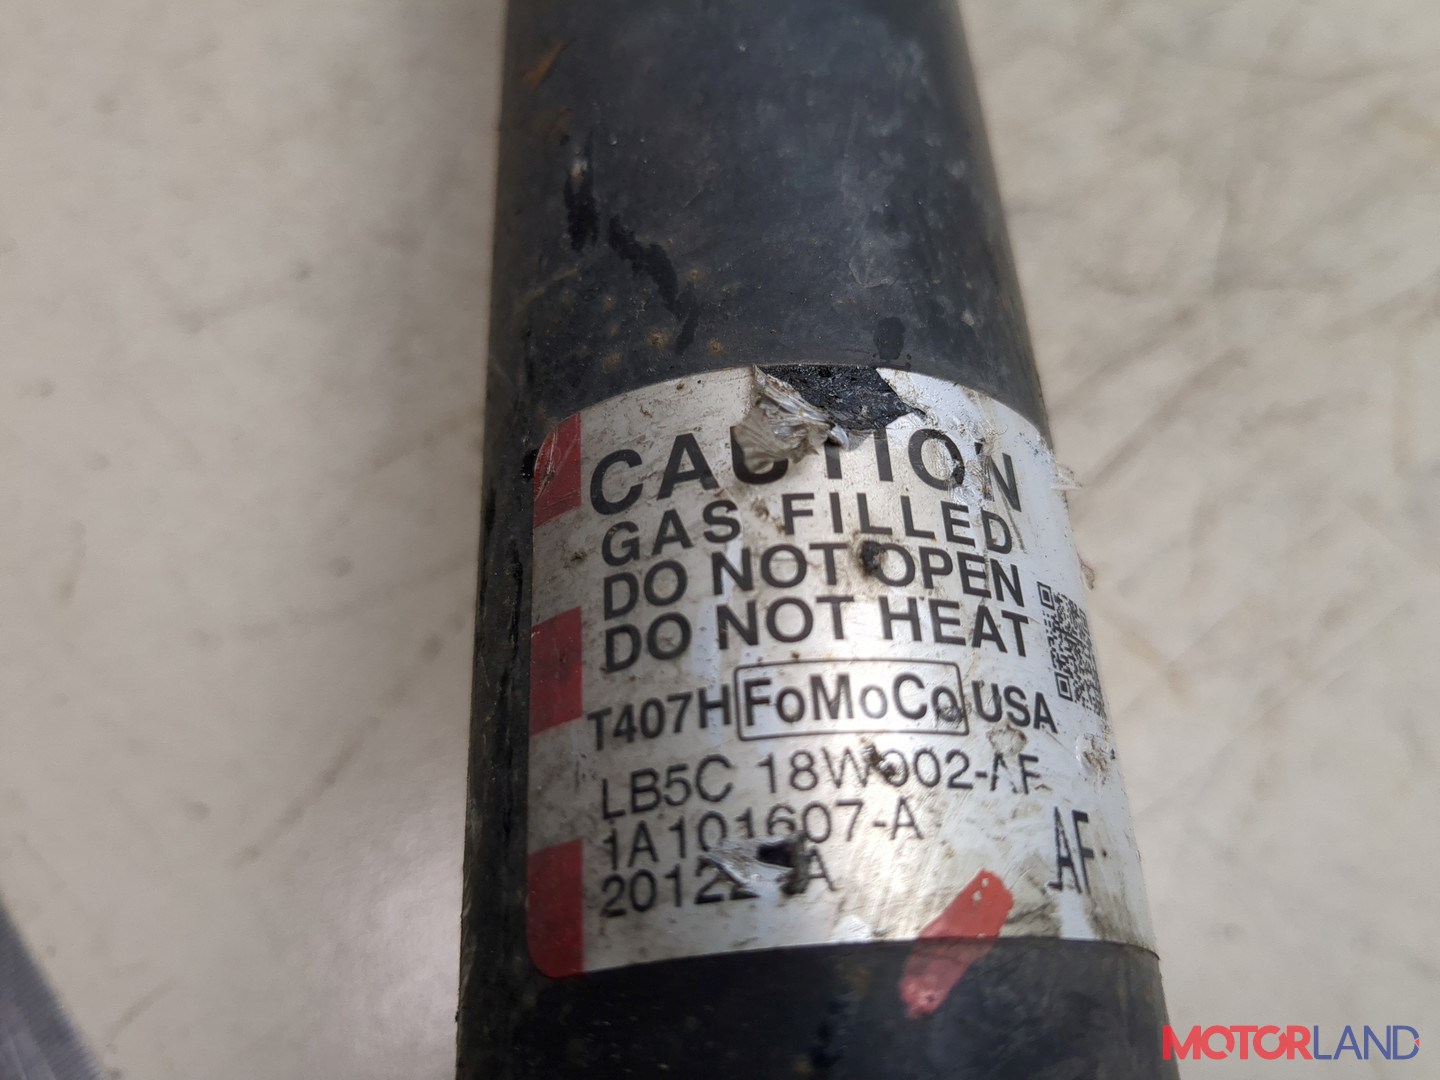 CAUTION
GAS FILLED
DO NOT OPEN
DO NOT HEAT
T407H FoMoCo USA
LB5C 18W002-AF
1A101607-A
AF
MOTORLAND